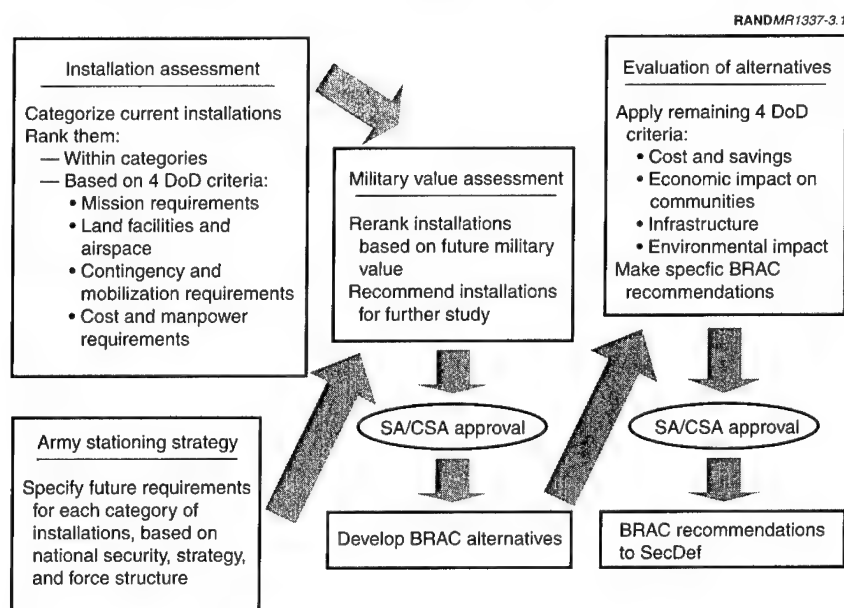 RANDMR1337-3.1
Installation assessment
Categorize current installations
Rank them:
— Within categories
— Based on 4 DoD criteria:
• Mission requirements
• Land facilities and
airspace
• Contingency and
mobilization requirements
• Cost and manpower
requirements
Army stationing strategy
Specify future requirements
for each category of
installations, based on
national security, strategy,
and force structure
Military value assessment
Rerank installations
based on future military
value
Recommend installations
for further study
SA/CSA approval
Develop BRAC alternatives
Evaluation of alternatives
Apply remaining 4 DoD
criteria:
• Cost and savings
• Economic impact on
communities
• Infrastructure
• Environmental impact
Make specfic BRAC
recommendations
SA/CSA approval
BRAC recommendations
to SecDef